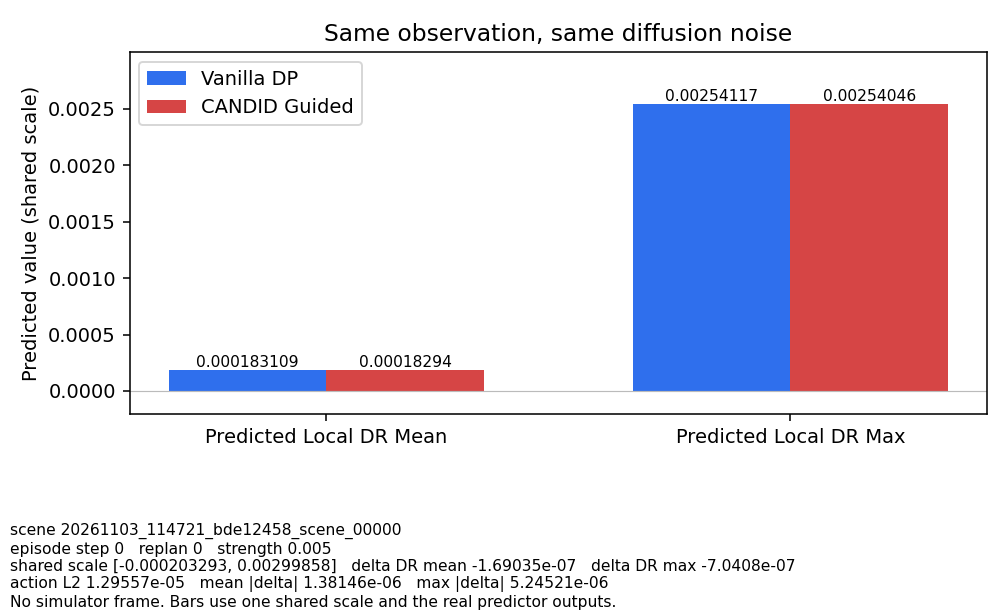 Same observation, same diffusion noise
Vanilla DP
CANDID Guided
Predicted value (shared scale)
0.0025
0.0020
0.0015
0.0010
0.0005
0.0000
0.000183109
0.00018294
0.00254117
0.00254046
Predicted Local DR Mean
Predicted Local DR Max
scene 20261103_114721_bde12458_scene_00000
episode step 0   replan 0   strength 0.005
shared scale [-0.000203293, 0.00299858]   delta DR mean -1.69035e-07   delta DR max -7.0408e-07
action L2 1.29557e-05   mean |delta| 1.38146e-06   max |delta| 5.24521e-06
No simulator frame. Bars use one shared scale and the real predictor outputs.